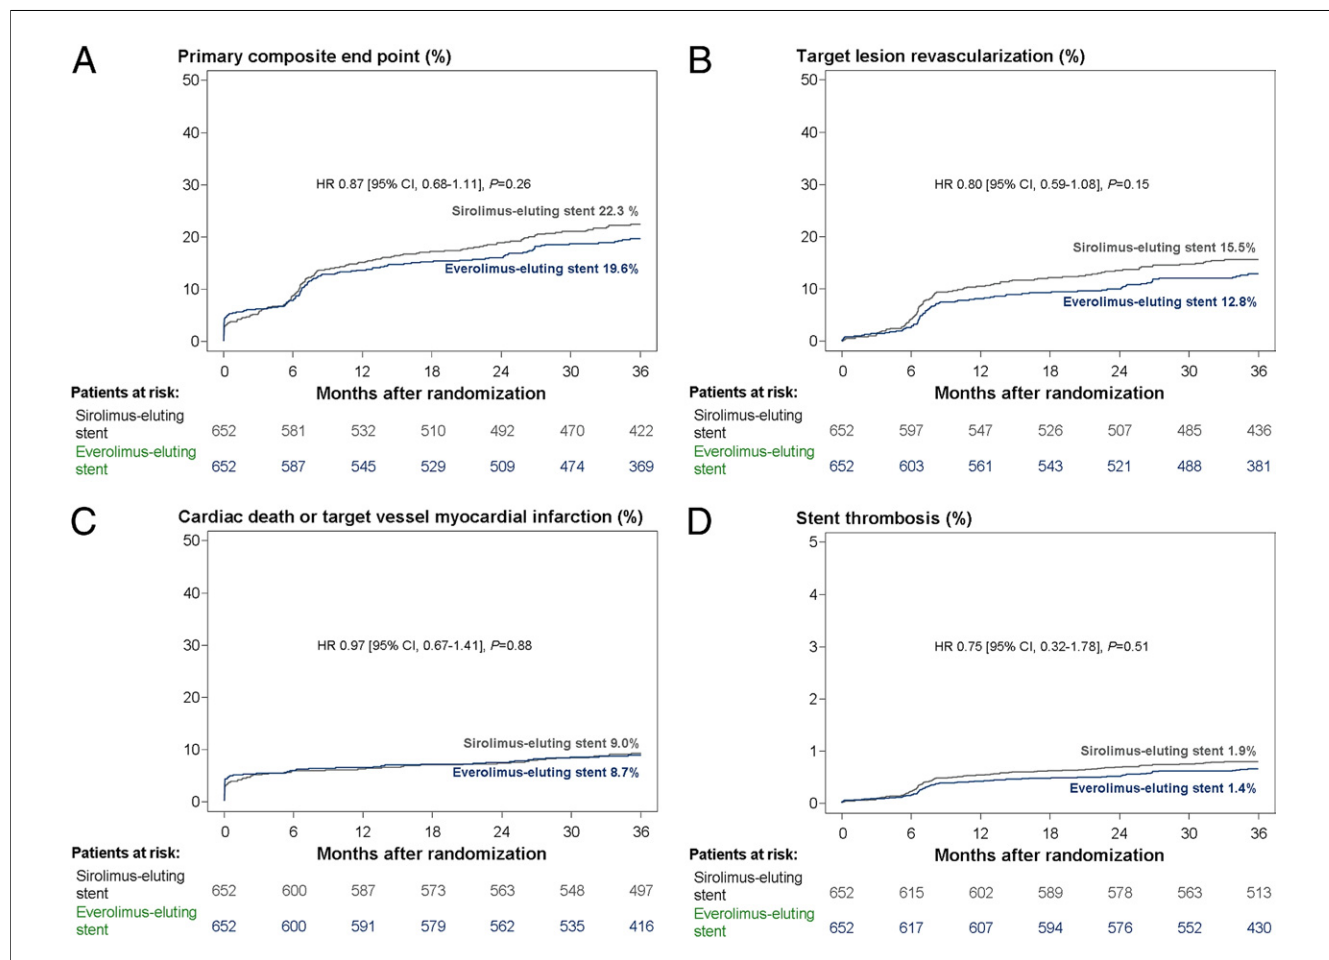 A
Primary composite end point (%)
50
40
30
20
10
0
HR 0.87 [95% CI, 0.68-1.11], P=0.26
Sirolimus-eluting stent 22.3 %
Everolimus-eluting stent 19.6%
0 6 12 18 24 30 36
Patients at risk:
Months after randomization
Sirolimus-eluting
stent
652 581 532 510 492 470 422
Everolimus-eluting
stent
652 587 545 529 509 474 369
B
Target lesion revascularization (%)
50
40
30
20
10
0
HR 0.80 [95% CI, 0.59-1.08], P=0.15
Sirolimus-eluting stent 15.5%
Everolimus-eluting stent 12.8%
0 6 12 18 24 30 36
Patients at risk:
Months after randomization
Sirolimus-eluting
stent
652 597 547 526 507 485 436
Everolimus-eluting
stent
652 603 561 543 521 488 381
C
Cardiac death or target vessel myocardial infarction (%)
50
40
30
20
10
0
HR 0.97 [95% CI, 0.67-1.41], P=0.88
Sirolimus-eluting stent 9.0%
Everolimus-eluting stent 8.7%
0 6 12 18 24 30 36
Patients at risk:
Months after randomization
Sirolimus-eluting
stent
652 600 587 573 563 548 497
Everolimus-eluting
stent
652 600 591 579 562 535 416
D
Stent thrombosis (%)
5
4
3
2
1
0
HR 0.75 [95% CI, 0.32-1.78], P=0.51
Sirolimus-eluting stent 1.9%
Everolimus-eluting stent 1.4%
0 6 12 18 24 30 36
Patients at risk:
Months after randomization
Sirolimus-eluting
stent
652 615 602 589 578 563 513
Everolimus-eluting
stent
652 617 607 594 576 552 430